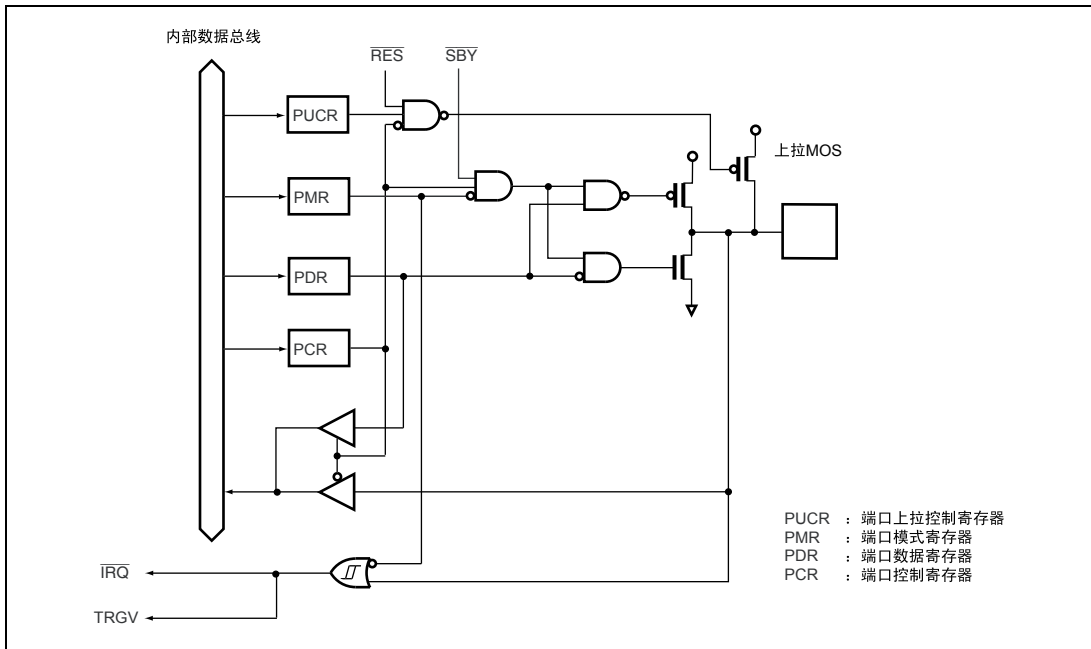 内部数据总线
RES
SBY
PUCR
上拉MOS
PMR
PDR
PCR
PUCR ：端口上拉控制寄存器
PMR ：端口模式寄存器
PDR ：端口数据寄存器
PCR ：端口控制寄存器
IRQ
TRGV